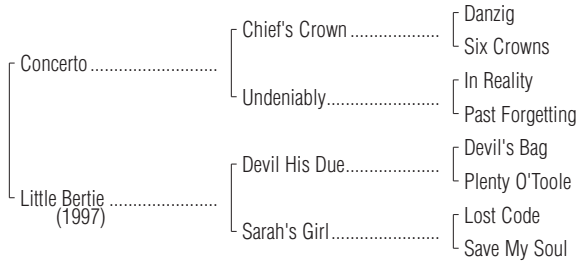 Danzig
Chief's Crown
Six Crowns
Concerto
In Reality
Undeniably
Past Forgetting
Devil's Bag
Devil His Due
Plenty O'Toole
Little Bertie
(1997)
Lost Code
Sarah's Girl
Save My Soul